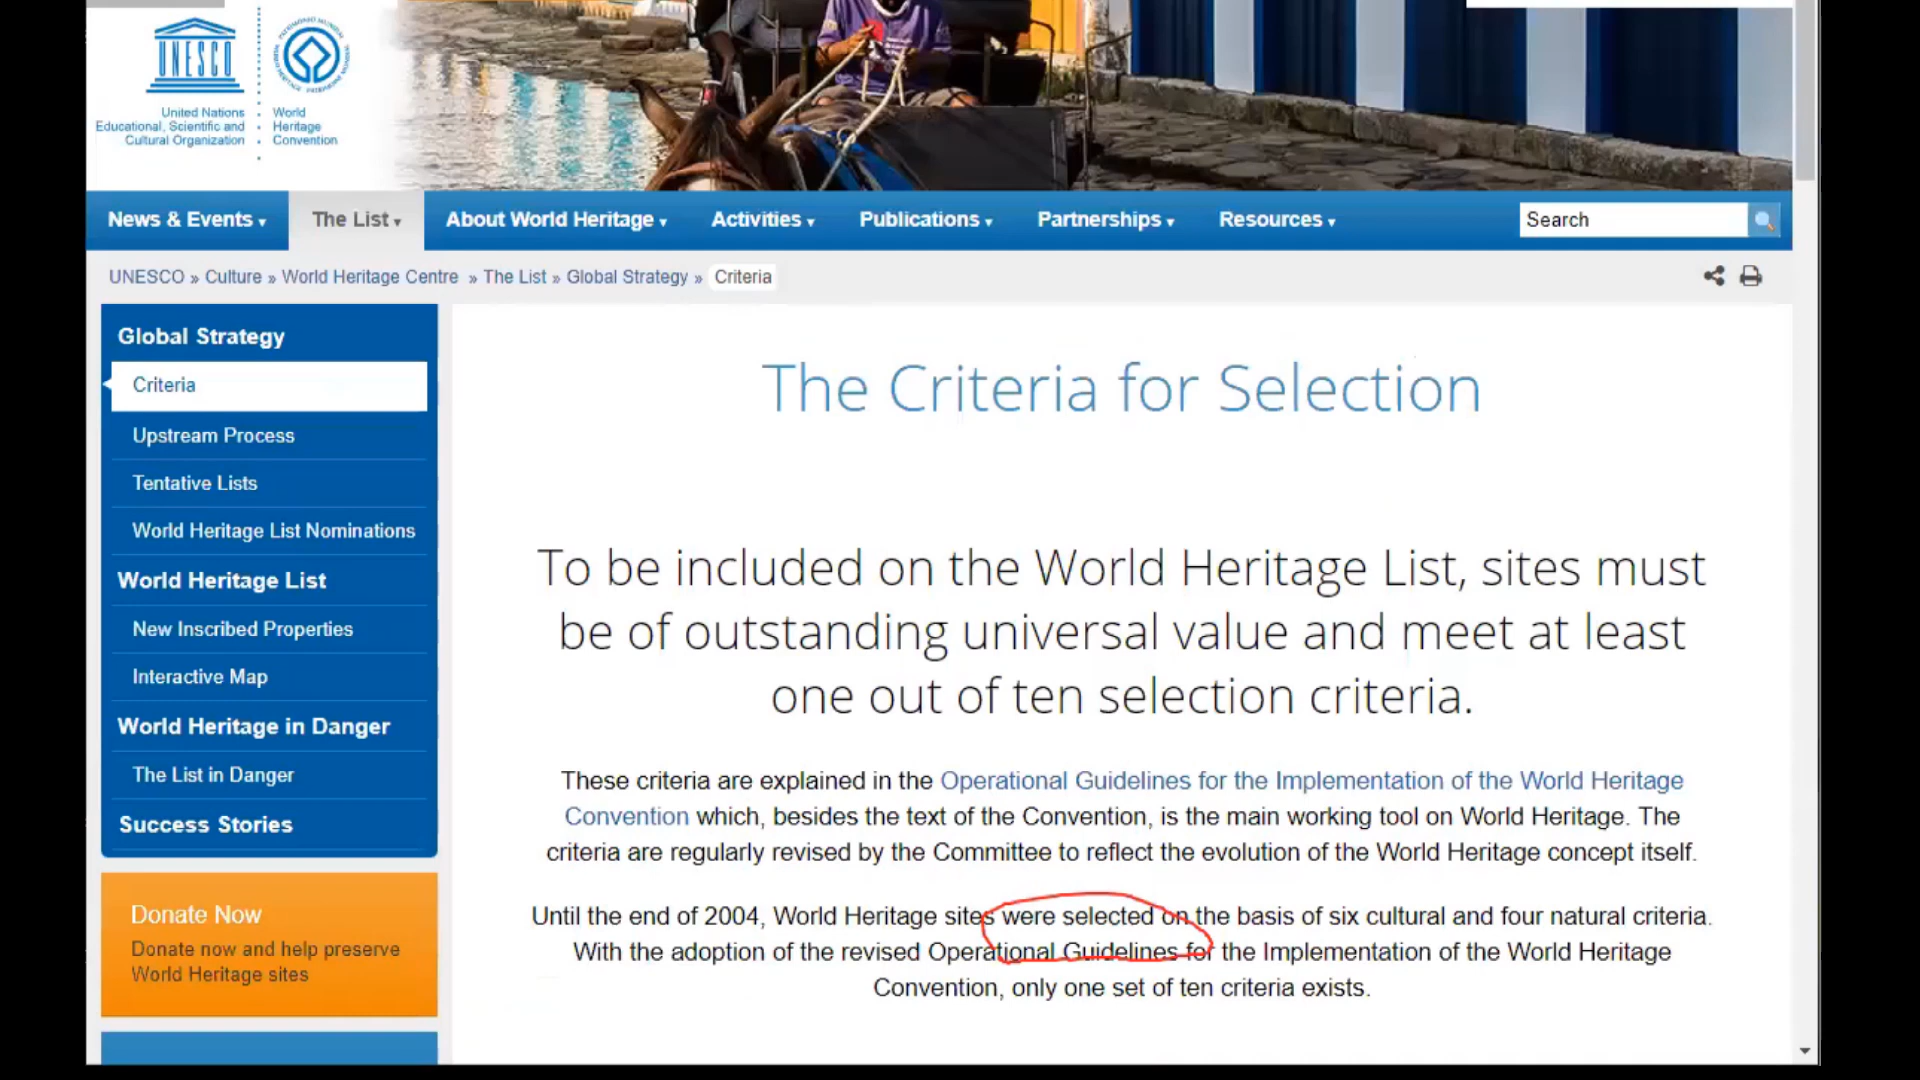 UNESCO
United Nations
Educational, Scientific and
Cultural Organization
World
Heritage
Convention
News & Events
The List
About World Heritage
Activities
Publications
Partnerships
Resources
Search
UNESCO » Culture » World Heritage Centre » The List » Global Strategy » Criteria
Global Strategy
Criteria
Upstream Process
Tentative Lists
World Heritage List Nominations
World Heritage List
New Inscribed Properties
Interactive Map
World Heritage in Danger
The List in Danger
Success Stories
Donate Now
Donate now and help preserve
World Heritage sites
The Criteria for Selection
To be included on the World Heritage List, sites must
be of outstanding universal value and meet at least
one out of ten selection criteria.
These criteria are explained in the Operational Guidelines for the Implementation of the World Heritage
Convention which, besides the text of the Convention, is the main working tool on World Heritage. The
criteria are regularly revised by the Committee to reflect the evolution of the World Heritage concept itself.
Until the end of 2004, World Heritage sites were selected on the basis of six cultural and four natural criteria.
With the adoption of the revised Operational Guidelines for the Implementation of the World Heritage
Convention, only one set of ten criteria exists.